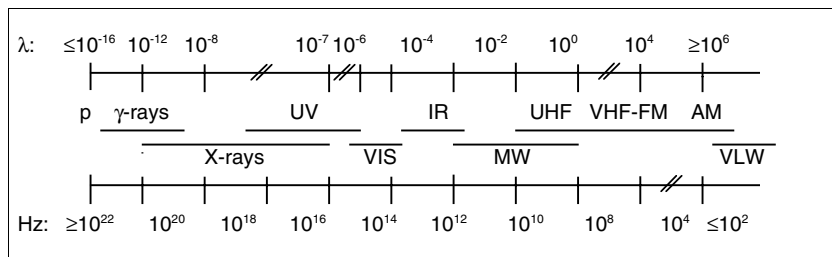 λ: ≤10⁻¹⁶ 10⁻¹² 10⁻⁸ 10⁻⁷ 10⁻⁶ 10⁻⁴ 10⁻² 10⁰ 10⁴ ≥10⁶
p γ-rays UV IR UHF VHF-FM AM
X-rays VIS MW VLW
Hz: ≥10²² 10²⁰ 10¹⁸ 10¹⁶ 10¹⁴ 10¹² 10¹⁰ 10⁸ 10⁴ ≤10²